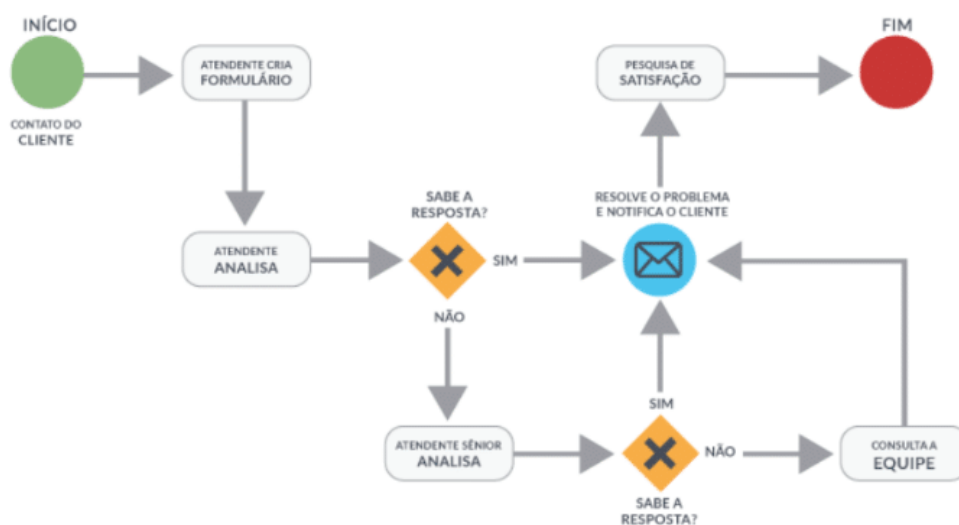 INÍCIO
CONTATO DO
CLIENTE
ATENDENTE CRIA
FORMULÁRIO
ATENDENTE
ANALISA
SABE A
RESPOSTA?
SIM
NÃO
ATENDENTE SÊNIOR
ANALISA
SABE A
RESPOSTA?
SIM
NÃO
CONSULTA A
EQUIPE
RESOLVE O PROBLEMA
E NOTIFICA O CLIENTE
PESQUISA DE
SATISFAÇÃO
FIM